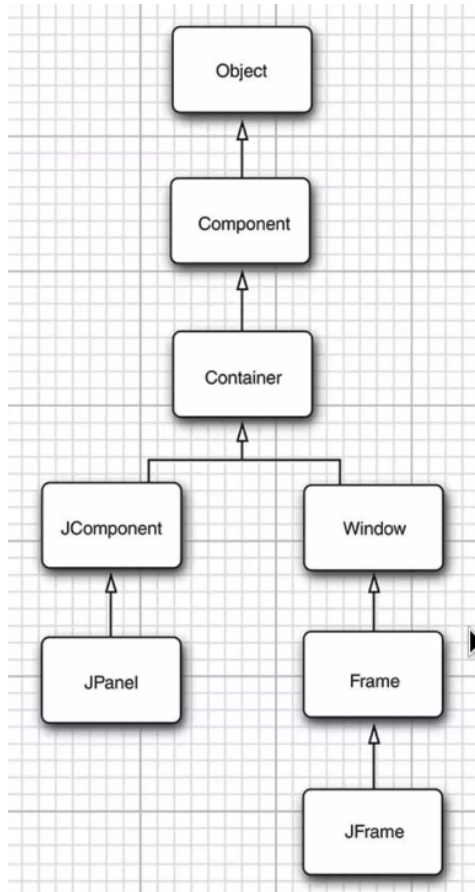 Object
Component
Container
JComponent
Window
JPanel
Frame
JFrame